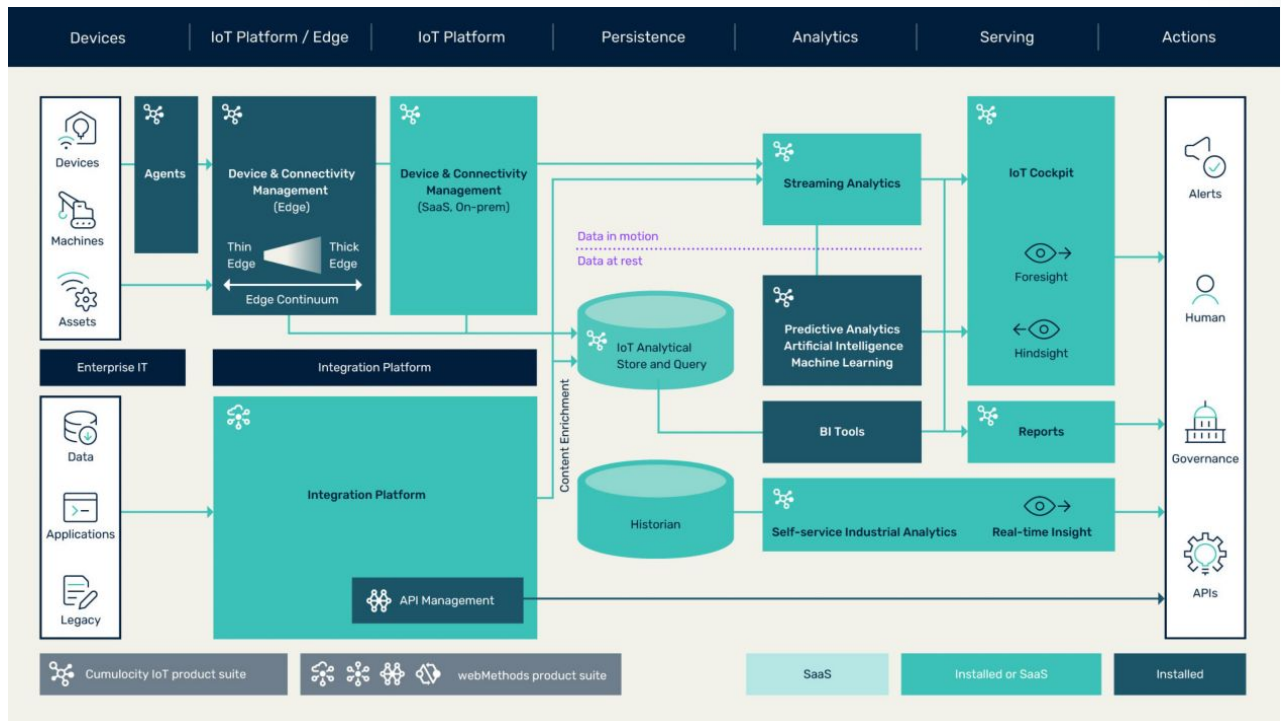 Devices
IoT Platform / Edge
IoT Platform
Persistence
Analytics
Serving
Actions
Devices
Machines
Assets
Agents
Device & Connectivity
Management
(Edge)
Thin
Edge
Thick
Edge
Edge Continuum
Device & Connectivity
Management
(SaaS, On-prem)
Streaming Analytics
Data in motion
Data at rest
IoT Analytical
Store and Query
Predictive Analytics
Artificial Intelligence
Machine Learning
IoT Cockpit
Foresight
Hindsight
Alerts
Human
Governance
APIs
Enterprise IT
Integration Platform
Data
Applications
Legacy
Integration Platform
API Management
Content Enrichment
BI Tools
Reports
Historian
Self-service Industrial Analytics
Real-time Insight
Cumulocity IoT product suite
webMethods product suite
SaaS
Installed or SaaS
Installed